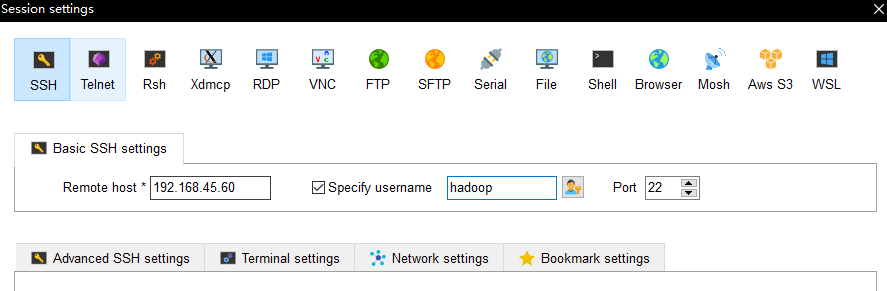 Session settings
SSH Telnet Rsh Xdmcp RDP VNC FTP SFTP Serial File Shell Browser Mosh Aws S3 WSL
Basic SSH settings
Remote host * 192.168.45.60 Specify username hadoop Port 22
Advanced SSH settings Terminal settings Network settings Bookmark settings